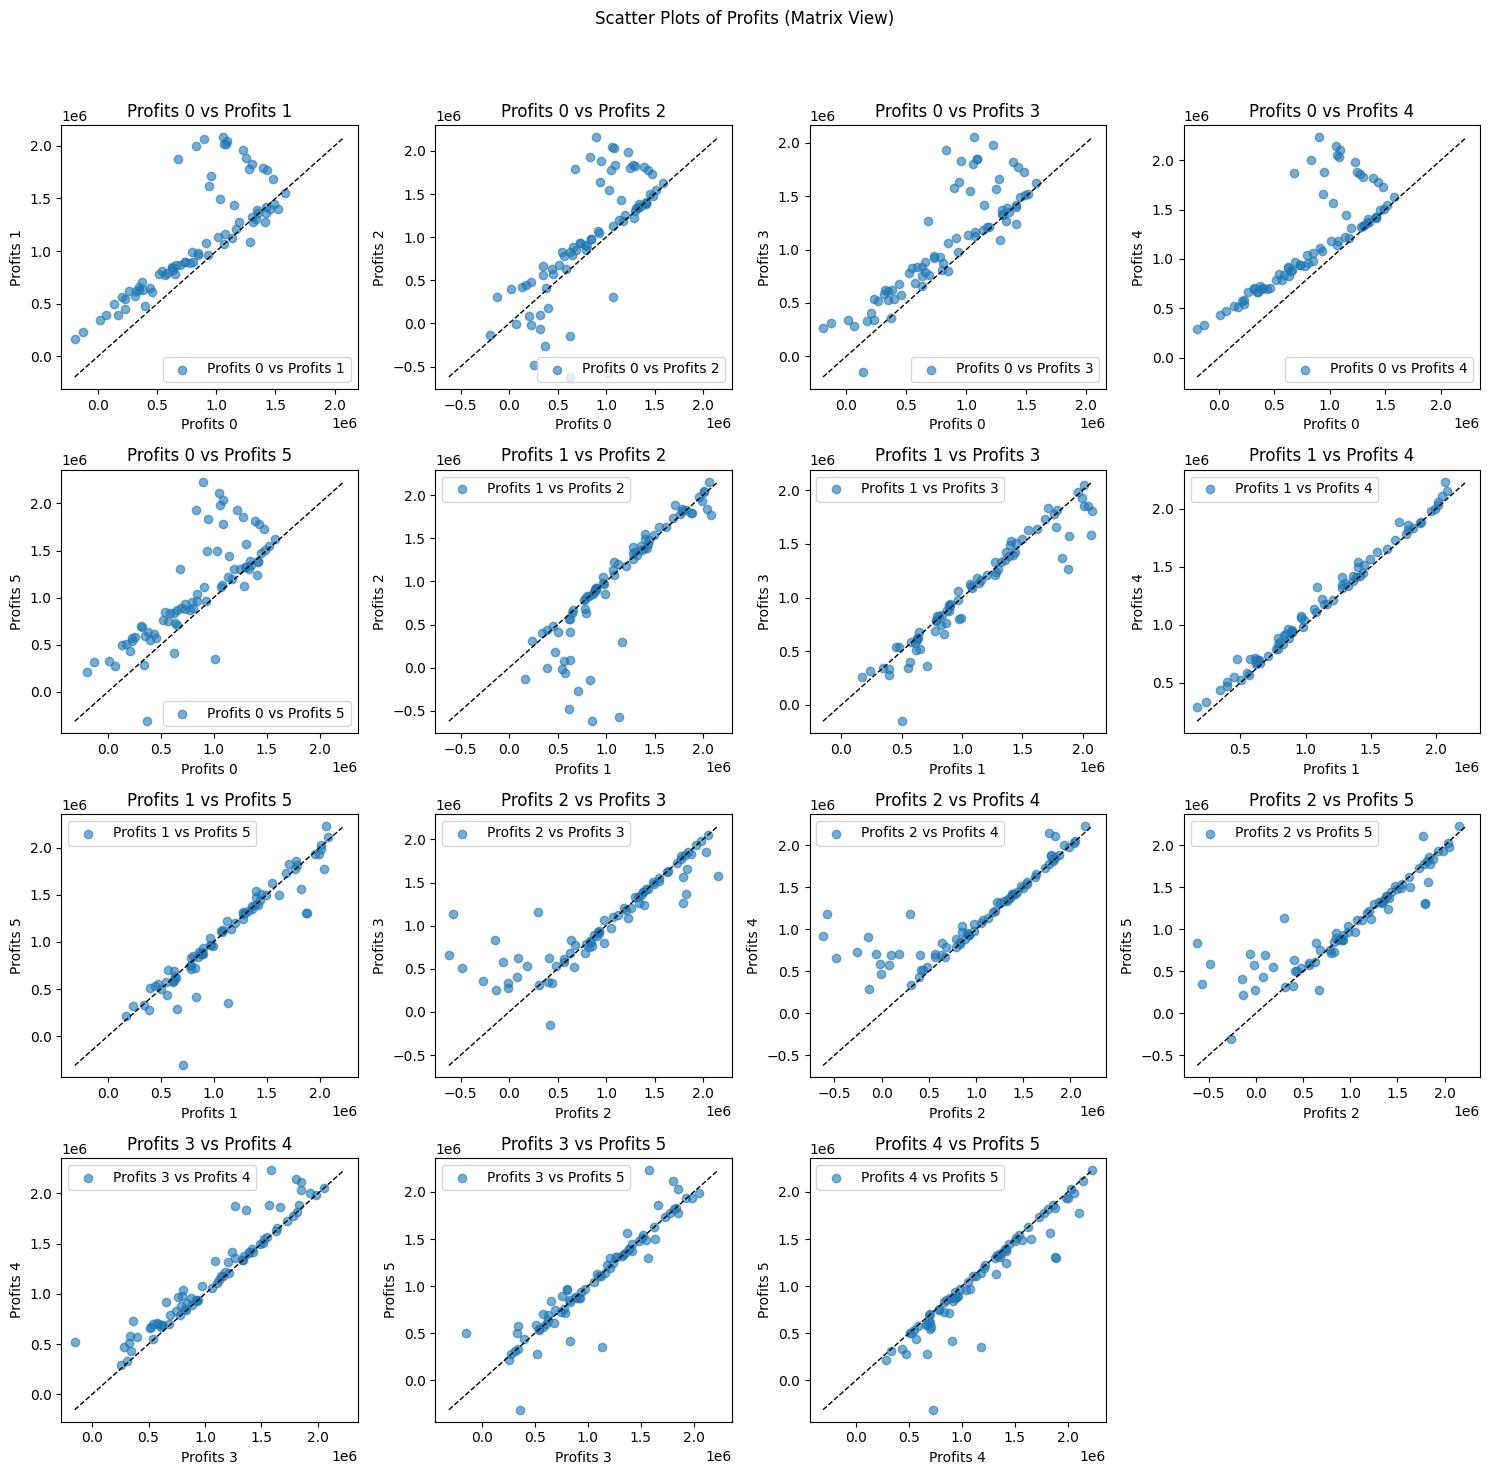 Scatter Plots of Profits (Matrix View)
Profits 0 vs Profits 1
1e6
2.0
1.5
1.0
0.5
0.0
Profits 1
Profits 0 vs Profits 1
0.0 0.5 1.0 1.5 2.0
Profits 0
1e6
Profits 0 vs Profits 2
1e6
2.0
1.5
1.0
0.5
0.0
−0.5
Profits 2
Profits 0 vs Profits 2
−0.5 0.0 0.5 1.0 1.5 2.0
Profits 0
1e6
Profits 0 vs Profits 3
1e6
2.0
1.5
1.0
0.5
0.0
Profits 3
Profits 0 vs Profits 3
0.0 0.5 1.0 1.5 2.0
Profits 0
1e6
Profits 0 vs Profits 4
1e6
2.0
1.5
1.0
0.5
0.0
Profits 4
Profits 0 vs Profits 4
0.0 0.5 1.0 1.5 2.0
Profits 0
1e6
Profits 0 vs Profits 5
1e6
2.0
1.5
1.0
0.5
0.0
Profits 5
Profits 0 vs Profits 5
0.0 0.5 1.0 1.5 2.0
Profits 0
1e6
Profits 1 vs Profits 2
1e6
Profits 1 vs Profits 2
2.0
1.5
1.0
0.5
0.0
−0.5
Profits 2
−0.5 0.0 0.5 1.0 1.5 2.0
Profits 1
1e6
Profits 1 vs Profits 3
1e6
Profits 1 vs Profits 3
2.0
1.5
1.0
0.5
0.0
Profits 3
0.0 0.5 1.0 1.5 2.0
Profits 1
1e6
Profits 1 vs Profits 4
1e6
Profits 1 vs Profits 4
2.0
1.5
1.0
0.5
Profits 4
0.5 1.0 1.5 2.0
Profits 1
1e6
Profits 1 vs Profits 5
1e6
Profits 1 vs Profits 5
2.0
1.5
1.0
0.5
0.0
Profits 5
0.0 0.5 1.0 1.5 2.0
Profits 1
1e6
Profits 2 vs Profits 3
1e6
Profits 2 vs Profits 3
2.0
1.5
1.0
0.5
0.0
−0.5
Profits 3
−0.5 0.0 0.5 1.0 1.5 2.0
Profits 2
1e6
Profits 2 vs Profits 4
1e6
Profits 2 vs Profits 4
2.0
1.5
1.0
0.5
0.0
−0.5
Profits 4
−0.5 0.0 0.5 1.0 1.5 2.0
Profits 2
1e6
Profits 2 vs Profits 5
1e6
Profits 2 vs Profits 5
2.0
1.5
1.0
0.5
0.0
−0.5
Profits 5
−0.5 0.0 0.5 1.0 1.5 2.0
Profits 2
1e6
Profits 3 vs Profits 4
1e6
Profits 3 vs Profits 4
2.0
1.5
1.0
0.5
0.0
Profits 4
0.0 0.5 1.0 1.5 2.0
Profits 3
1e6
Profits 3 vs Profits 5
1e6
Profits 3 vs Profits 5
2.0
1.5
1.0
0.5
0.0
Profits 5
0.0 0.5 1.0 1.5 2.0
Profits 3
1e6
Profits 4 vs Profits 5
1e6
Profits 4 vs Profits 5
2.0
1.5
1.0
0.5
0.0
Profits 5
0.0 0.5 1.0 1.5 2.0
Profits 4
1e6